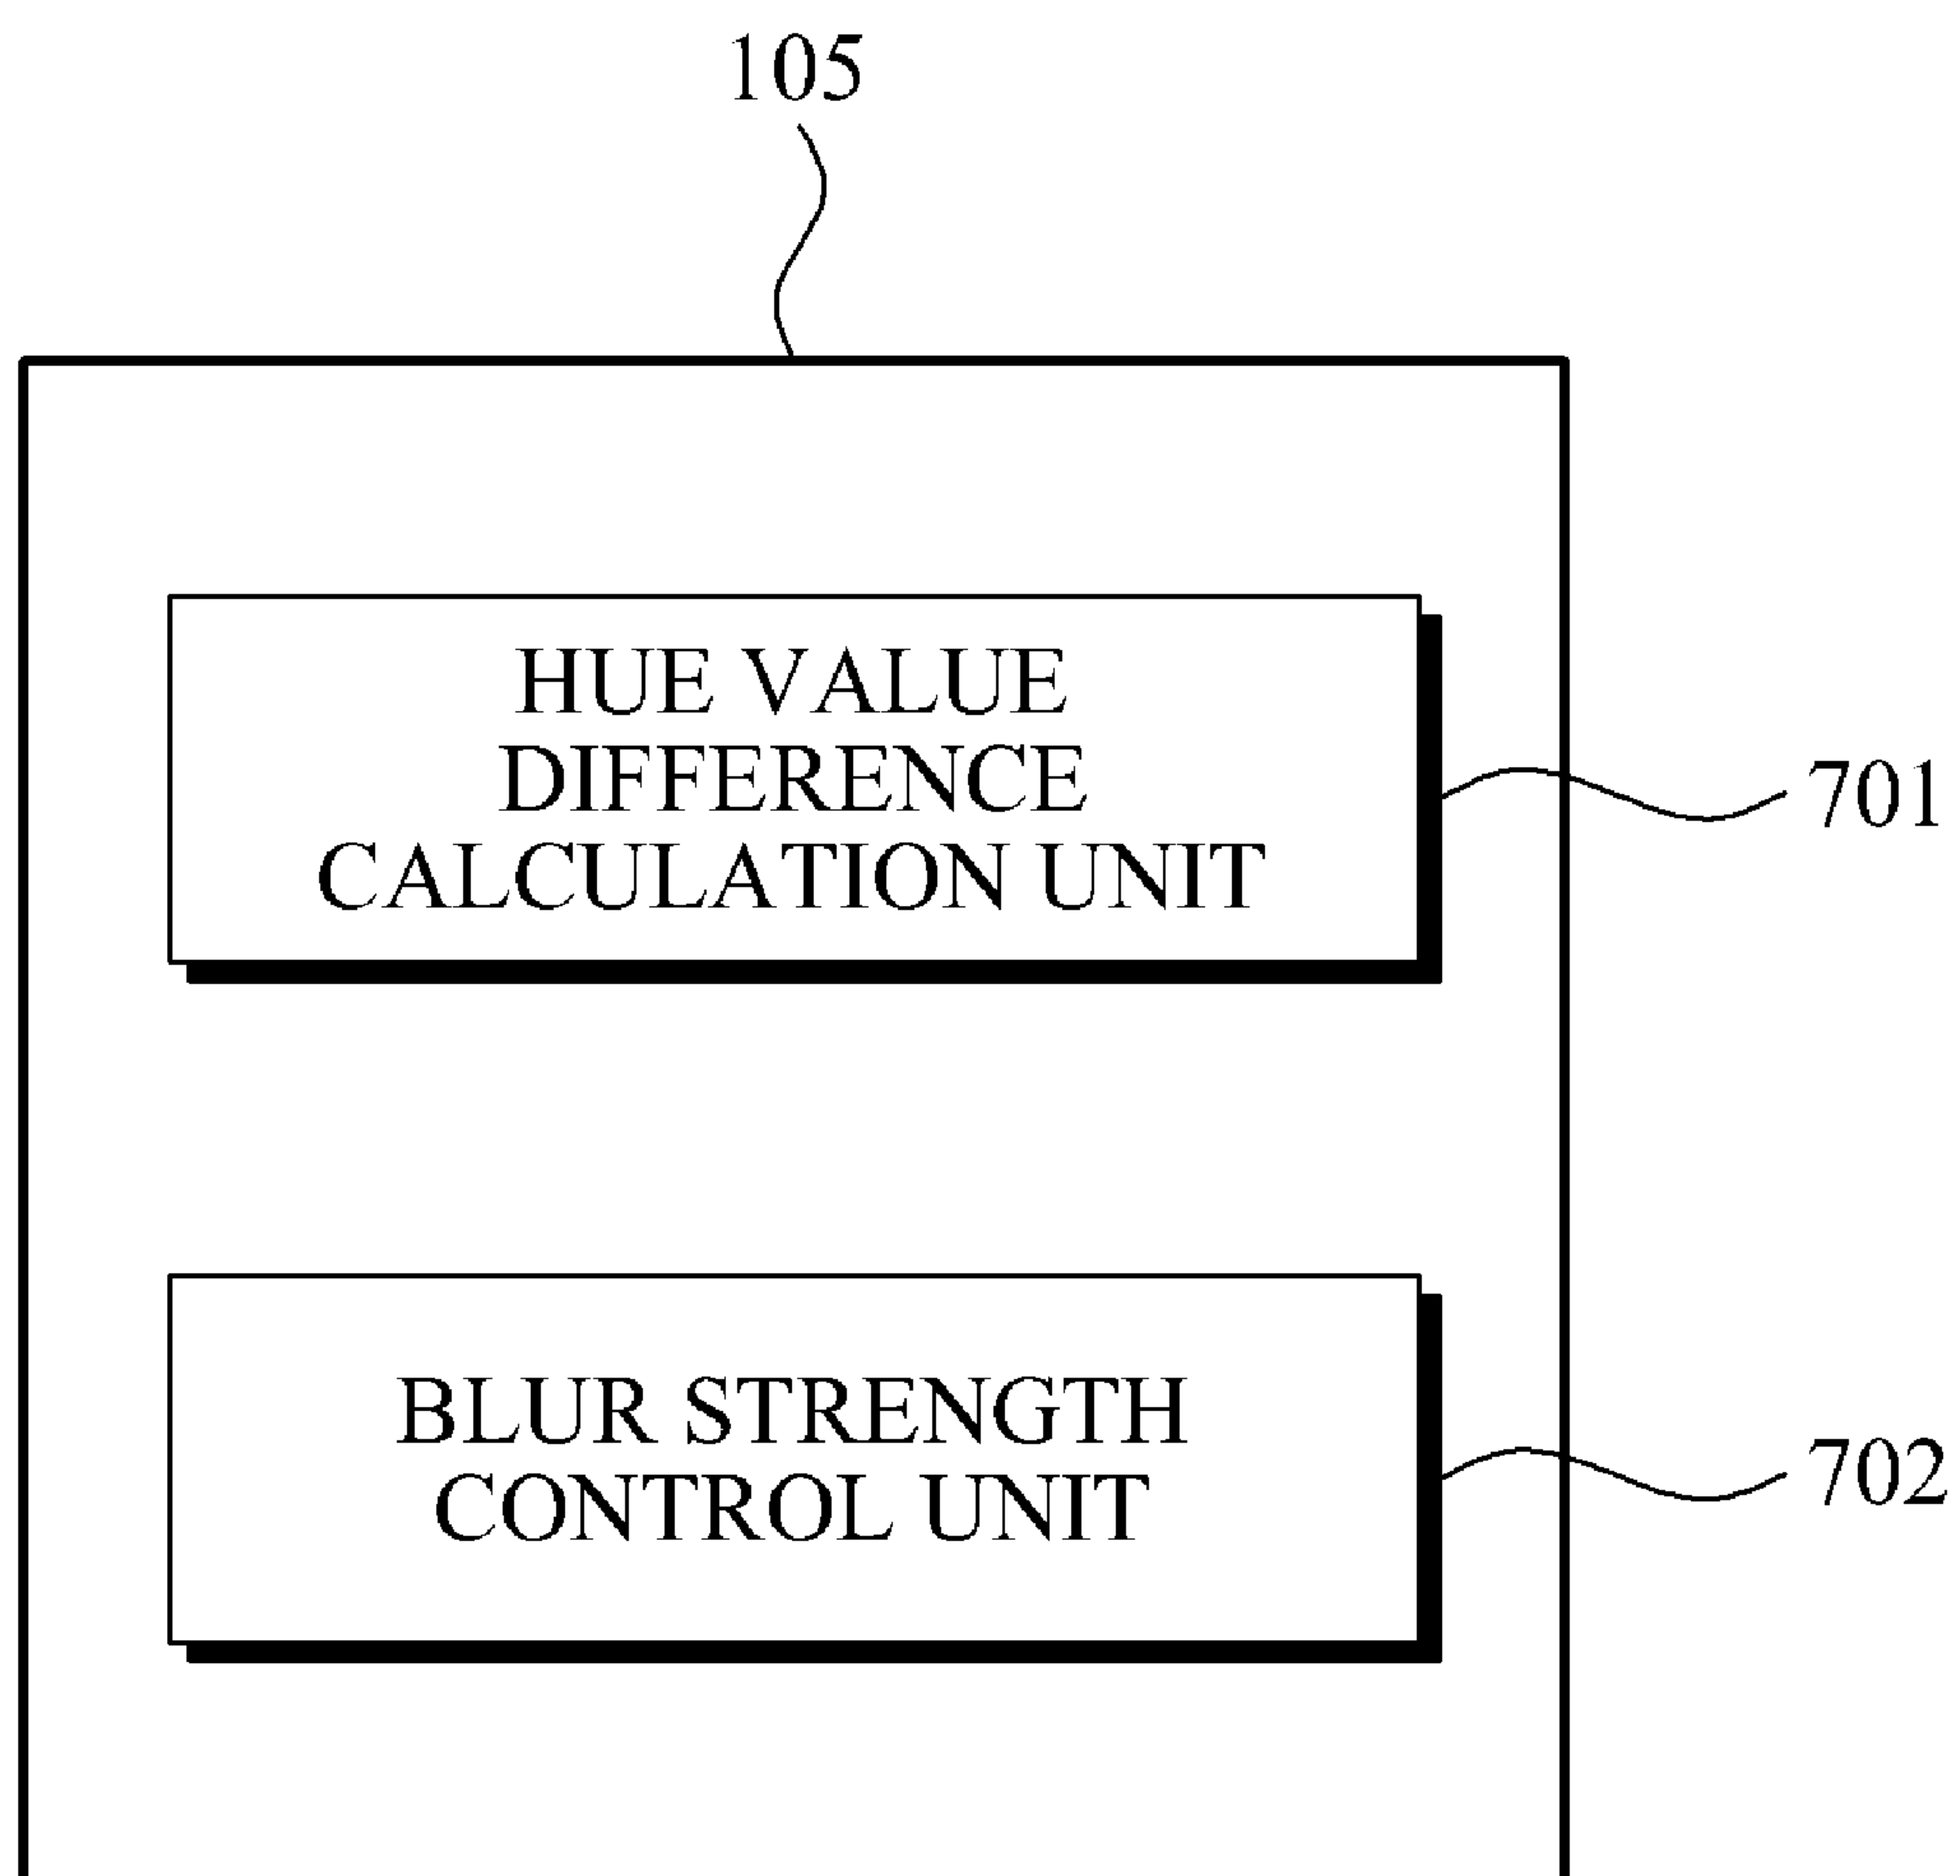 105
HUE VALUE
DIFFERENCE
CALCULATION UNIT
701
BLUR STRENGTH
CONTROL UNIT
702